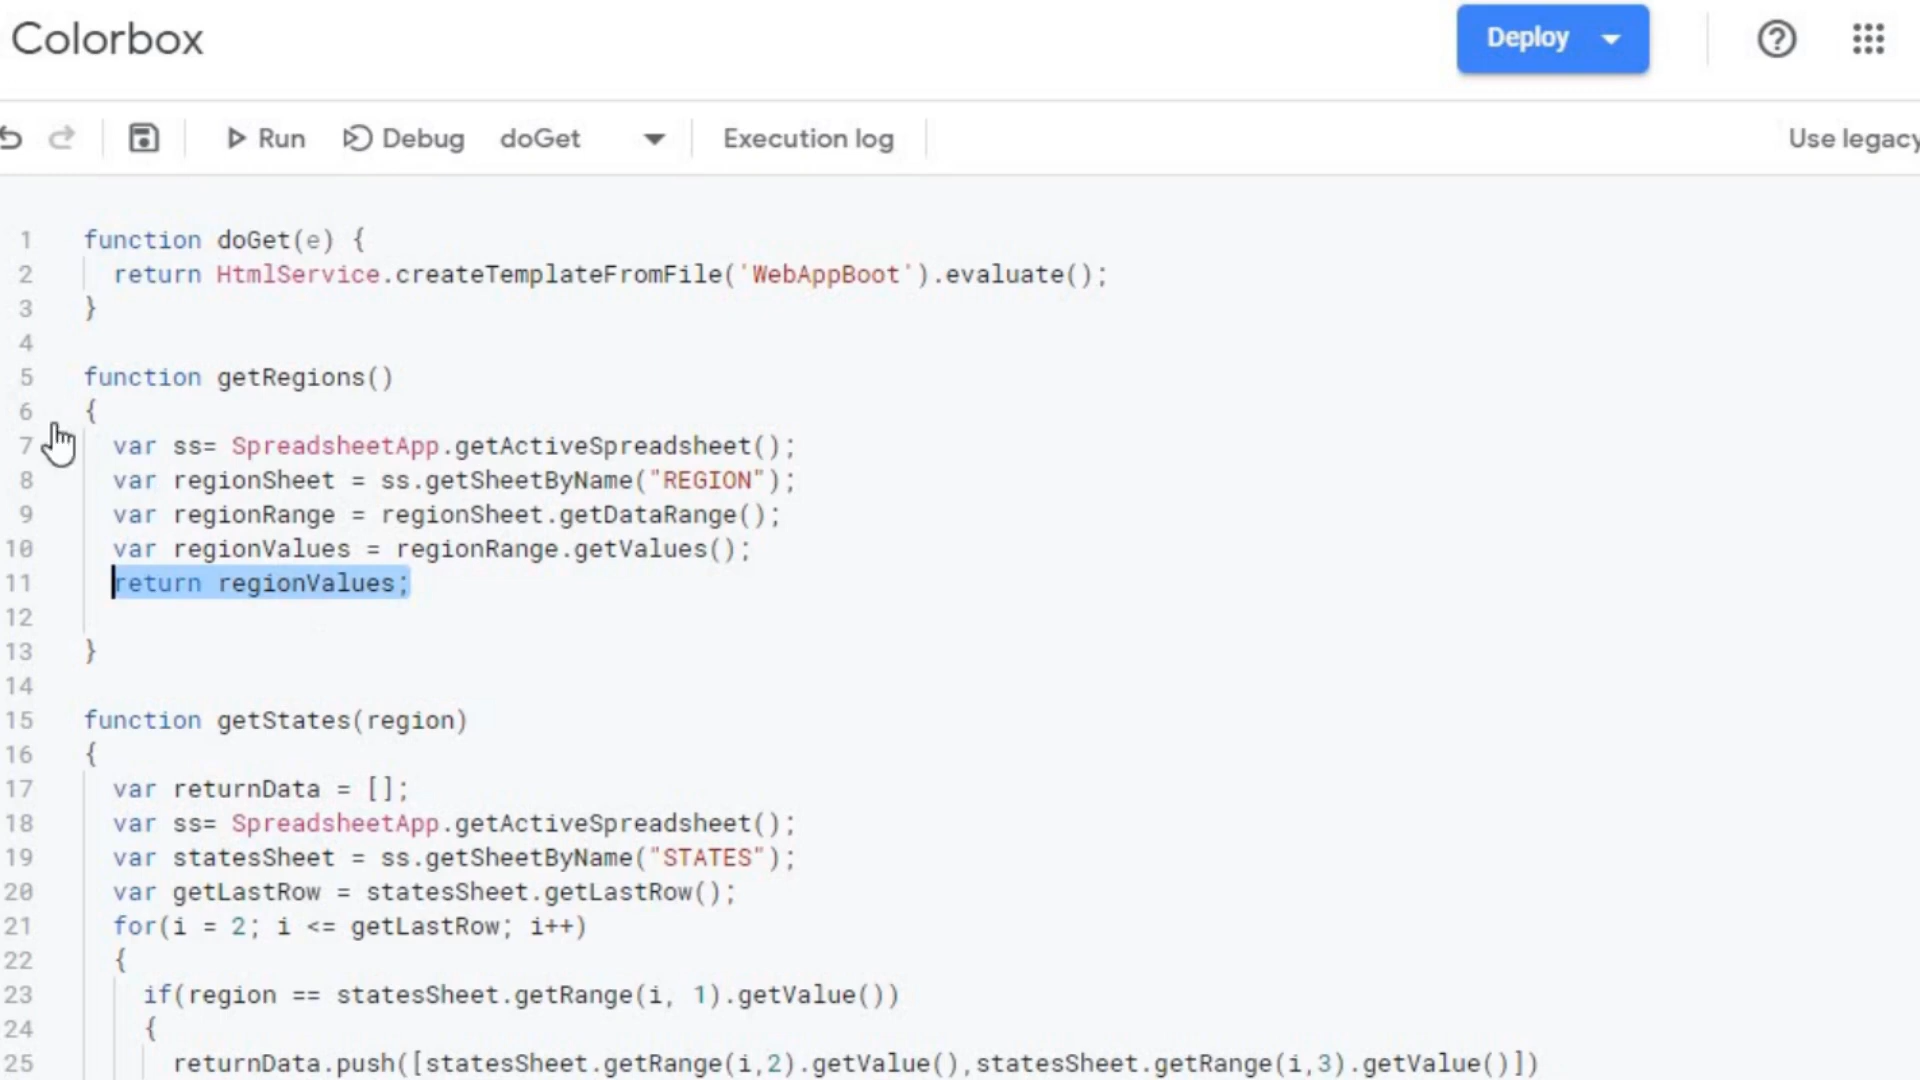 Colorbox
Deploy
Run Debug doGet Execution log Use legacy
1 function doGet(e) {
2 return HtmlService.createTemplateFromFile('WebAppBoot').evaluate();
3 }
4
5 function getRegions()
6 {
7 var ss= SpreadsheetApp.getActiveSpreadsheet();
8 var regionSheet = ss.getSheetByName("REGION");
9 var regionRange = regionSheet.getDataRange();
10 var regionValues = regionRange.getValues();
11 return regionValues;
12
13 }
14
15 function getStates(region)
16 {
17 var returnData = [];
18 var ss= SpreadsheetApp.getActiveSpreadsheet();
19 var statesSheet = ss.getSheetByName("STATES");
20 var getLastRow = statesSheet.getLastRow();
21 for(i = 2; i <= getLastRow; i++)
22 {
23 if(region == statesSheet.getRange(i, 1).getValue())
24 {
25 returnData.push([statesSheet.getRange(i,2).getValue(),statesSheet.getRange(i,3).getValue()])